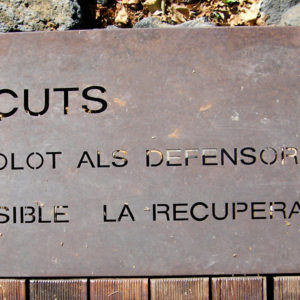 CUTS
OLOT ALS DEFENSOR
SIBLE LA RECUPERA